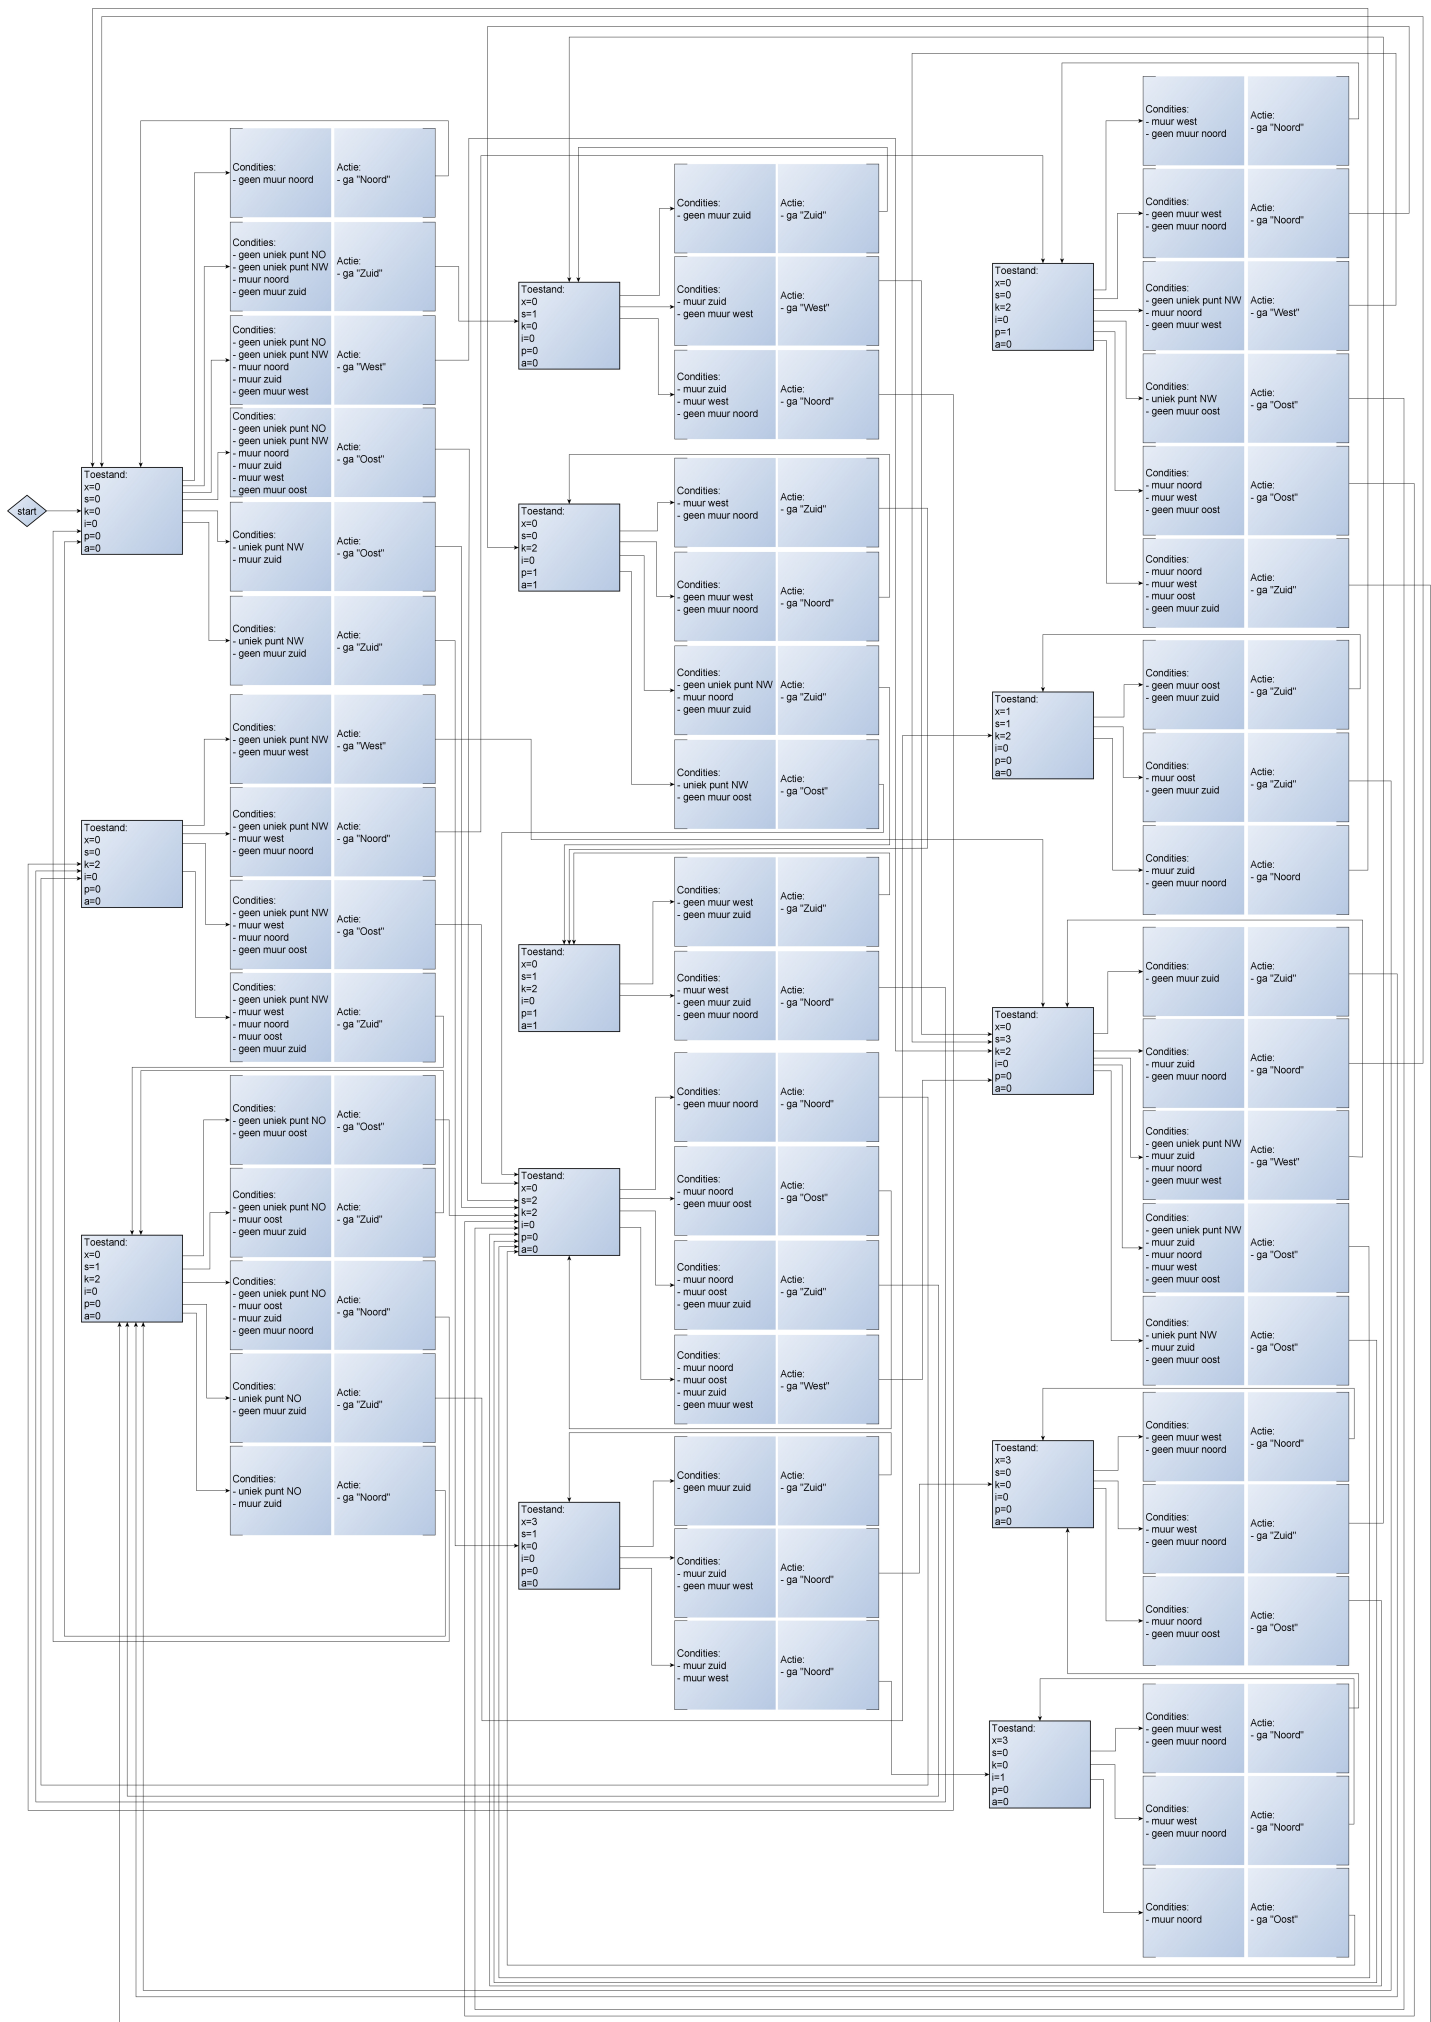 start
Toestand:
x=0
s=0
k=0
i=0
p=0
a=0
Condities:
- geen muur noord
Actie:
- ga "Noord"
Condities:
- geen uniek punt NO
- geen uniek punt NW
- muur noord
- geen muur zuid
Actie:
- ga "Zuid"
Condities:
- geen uniek punt NO
- geen uniek punt NW
- muur noord
- muur zuid
- geen muur west
Actie:
- ga "West"
Condities:
- geen uniek punt NO
- geen uniek punt NW
- muur noord
- muur zuid
- muur west
- geen muur oost
Actie:
- ga "Oost"
Condities:
- uniek punt NW
- muur zuid
Actie:
- ga "Oost"
Condities:
- uniek punt NW
- geen muur zuid
Actie:
- ga "Zuid"
Toestand:
x=0
s=0
k=2
i=0
p=0
a=0
Condities:
- geen uniek punt NW
- geen muur west
Actie:
- ga "West"
Condities:
- geen uniek punt NW
- muur west
- geen muur noord
Actie:
- ga "Noord"
Condities:
- geen uniek punt NW
- muur west
- muur noord
- geen muur oost
Actie:
- ga "Oost"
Condities:
- geen uniek punt NW
- muur west
- muur noord
- muur oost
- geen muur zuid
Actie:
- ga "Zuid"
Toestand:
x=0
s=1
k=2
i=0
p=0
a=0
Condities:
- geen uniek punt NO
- geen muur oost
Actie:
- ga "Oost"
Condities:
- geen uniek punt NO
- muur oost
- geen muur zuid
Actie:
- ga "Zuid"
Condities:
- geen uniek punt NO
- muur oost
- muur zuid
- geen muur noord
Actie:
- ga "Noord"
Condities:
- uniek punt NO
- geen muur zuid
Actie:
- ga "Zuid"
Condities:
- uniek punt NO
- muur zuid
Actie:
- ga "Noord"
Toestand:
x=0
s=1
k=0
i=0
p=0
a=0
Condities:
- geen muur zuid
Actie:
- ga "Zuid"
Condities:
- muur zuid
- geen muur west
Actie:
- ga "West"
Condities:
- muur zuid
- muur west
- geen muur noord
Actie:
- ga "Noord"
Toestand:
x=0
s=0
k=2
i=0
p=1
a=1
Condities:
- muur west
- geen muur noord
Actie:
- ga "Zuid"
Condities:
- geen muur west
- geen muur noord
Actie:
- ga "Noord"
Condities:
- geen uniek punt NW
- muur noord
- geen muur zuid
Actie:
- ga "Zuid"
Condities:
- uniek punt NW
- geen muur oost
Actie:
- ga "Oost"
Toestand:
x=0
s=1
k=2
i=0
p=1
a=1
Condities:
- geen muur west
- geen muur zuid
Actie:
- ga "Zuid"
Condities:
- muur west
- geen muur zuid
- geen muur noord
Actie:
- ga "Noord"
Toestand:
x=0
s=2
k=2
i=0
p=0
a=0
Condities:
- geen muur noord
Actie:
- ga "Noord"
Condities:
- muur noord
- geen muur oost
Actie:
- ga "Oost"
Condities:
- muur noord
- muur oost
- geen muur zuid
Actie:
- ga "Zuid"
Condities:
- muur noord
- muur oost
- muur zuid
- geen muur west
Actie:
- ga "West"
Toestand:
x=3
s=1
k=0
i=0
p=0
a=0
Condities:
- geen muur zuid
Actie:
- ga "Zuid"
Condities:
- muur zuid
- geen muur west
Actie:
- ga "Noord"
Condities:
- muur zuid
- muur west
Actie:
- ga "Noord"
Toestand:
x=0
s=0
k=2
i=0
p=1
a=0
Condities:
- muur west
- geen muur noord
Actie:
- ga "Noord"
Condities:
- geen muur west
- geen muur noord
Actie:
- ga "Noord"
Condities:
- geen uniek punt NW
- muur noord
- geen muur west
Actie:
- ga "West"
Condities:
- uniek punt NW
- geen muur oost
Actie:
- ga "Oost"
Condities:
- muur noord
- muur west
- geen muur oost
Actie:
- ga "Oost"
Condities:
- muur noord
- muur west
- muur oost
- geen muur zuid
Actie:
- ga "Zuid"
Toestand:
x=1
s=1
k=2
i=0
p=0
a=0
Condities:
- geen muur oost
- geen muur zuid
Actie:
- ga "Zuid"
Condities:
- muur oost
- geen muur zuid
Actie:
- ga "Zuid"
Condities:
- muur zuid
- geen muur noord
Actie:
- ga "Noord
Toestand:
x=0
s=3
k=2
i=0
p=0
a=0
Condities:
- geen muur zuid
Actie:
- ga "Zuid"
Condities:
- muur zuid
- geen muur noord
Actie:
- ga "Noord"
Condities:
- geen uniek punt NW
- muur zuid
- muur noord
- geen muur west
Actie:
- ga "West"
Condities:
- geen uniek punt NW
- muur zuid
- muur noord
- muur west
- geen muur oost
Actie:
- ga "Oost"
Condities:
- uniek punt NW
- muur zuid
- geen muur oost
Actie:
- ga "Oost"
Toestand:
x=3
s=0
k=0
i=0
p=0
a=0
Condities:
- geen muur west
- geen muur noord
Actie:
- ga "Noord"
Condities:
- muur west
- geen muur noord
Actie:
- ga "Zuid"
Condities:
- muur noord
- geen muur oost
Actie:
- ga "Oost"
Toestand:
x=3
s=0
k=0
i=1
p=0
a=0
Condities:
- geen muur west
- geen muur noord
Actie:
- ga "Noord"
Condities:
- muur west
- geen muur noord
Actie:
- ga "Noord"
Condities:
- muur noord
Actie:
- ga "Oost"